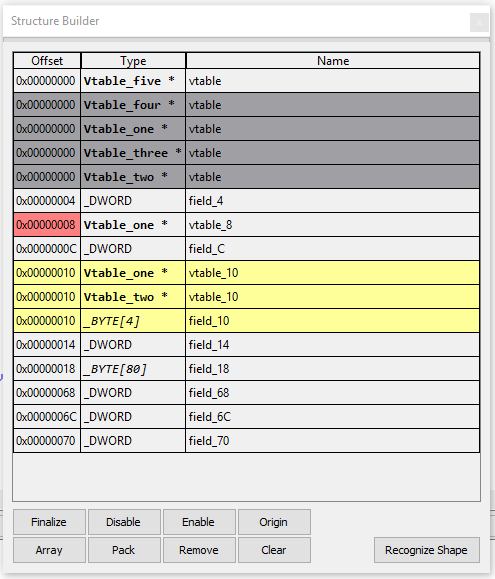 Structure Builder
Offset Type Name
0x00000000 Vtable_five * vtable
0x00000000 Vtable_four * vtable
0x00000000 Vtable_one * vtable
0x00000000 Vtable_three * vtable
0x00000000 Vtable_two * vtable
0x00000004 _DWORD field_4
0x00000008 Vtable_one * vtable_8
0x0000000C _DWORD field_C
0x00000010 Vtable_one * vtable_10
0x00000010 Vtable_two * vtable_10
0x00000010 _BYTE[4] field_10
0x00000014 _DWORD field_14
0x00000018 _BYTE[80] field_18
0x00000068 _DWORD field_68
0x0000006C _DWORD field_6C
0x00000070 _DWORD field_70
Finalize Disable Enable Origin
Array Pack Remove Clear Recognize Shape